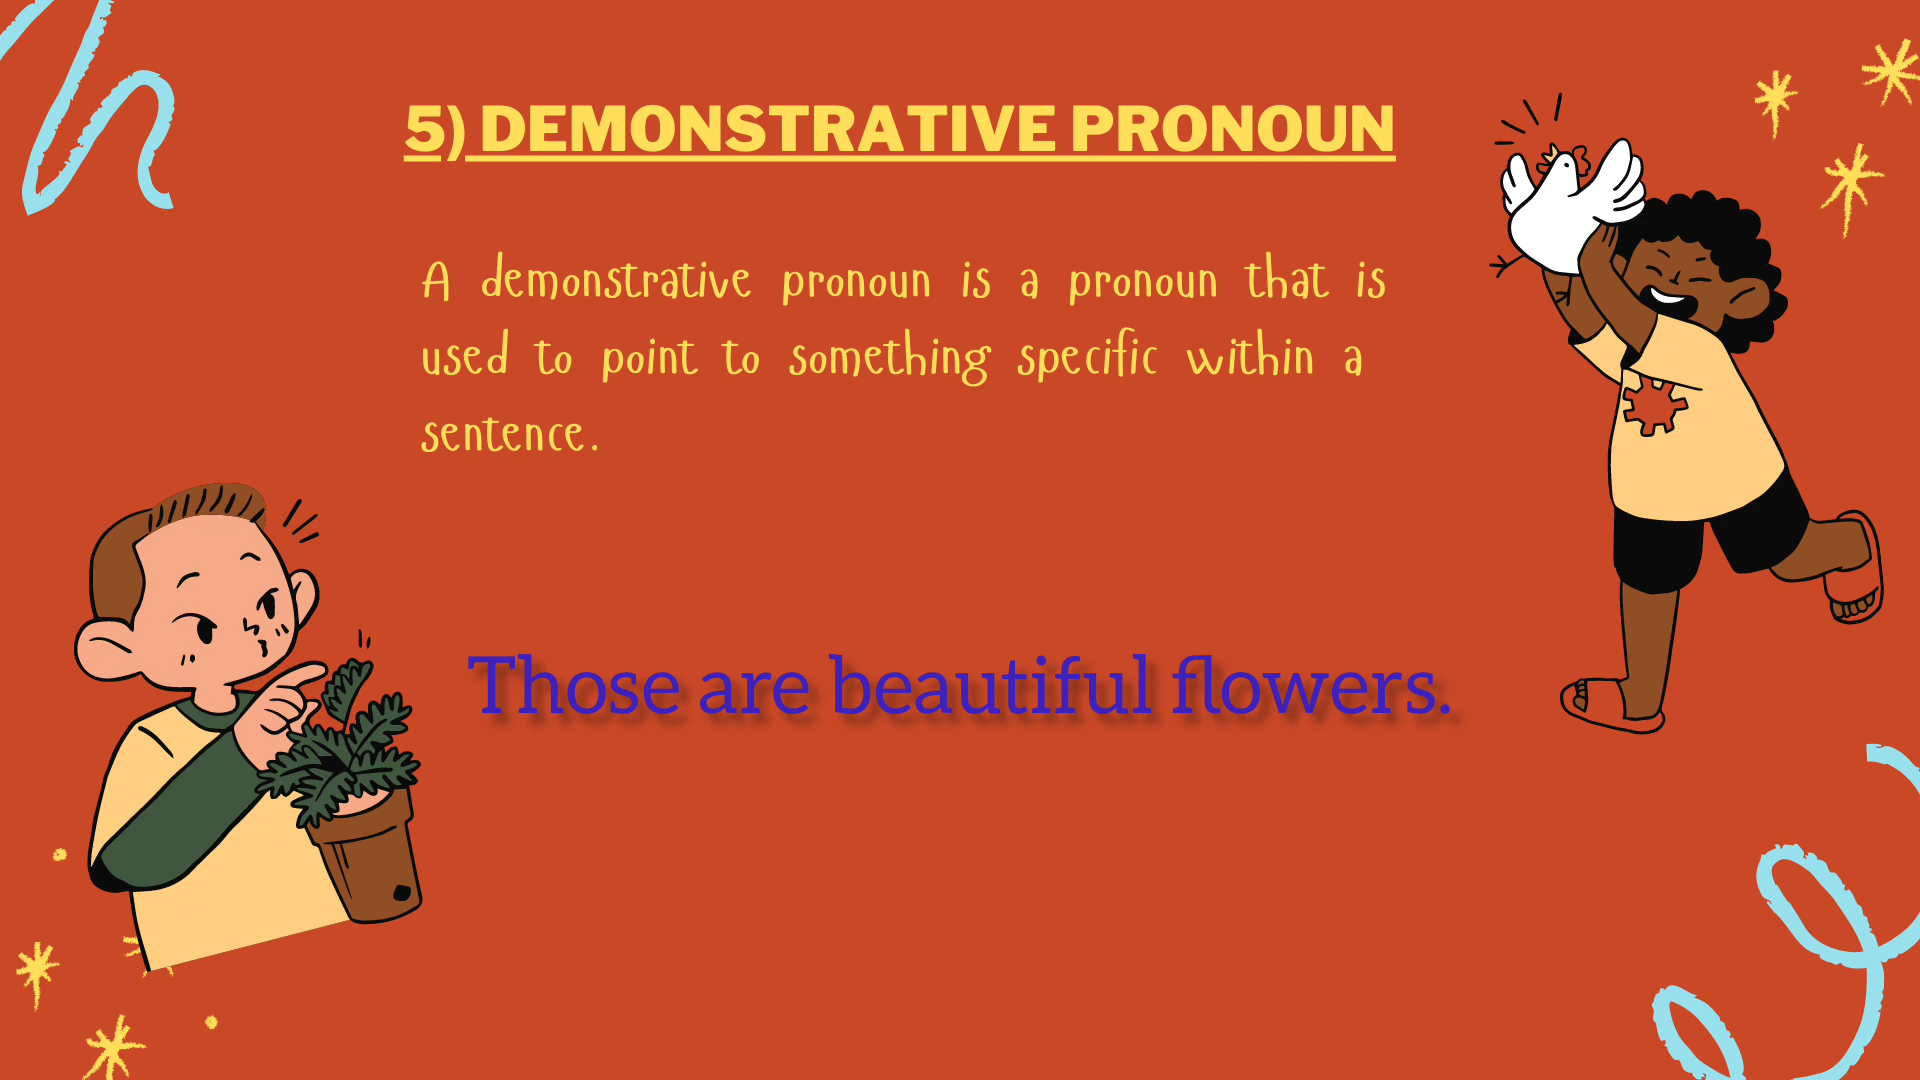 5) DEMONSTRATIVE PRONOUN
A demonstrative pronoun is a pronoun that is
used to point to something specific within a
sentence.
Those are beautiful flowers.